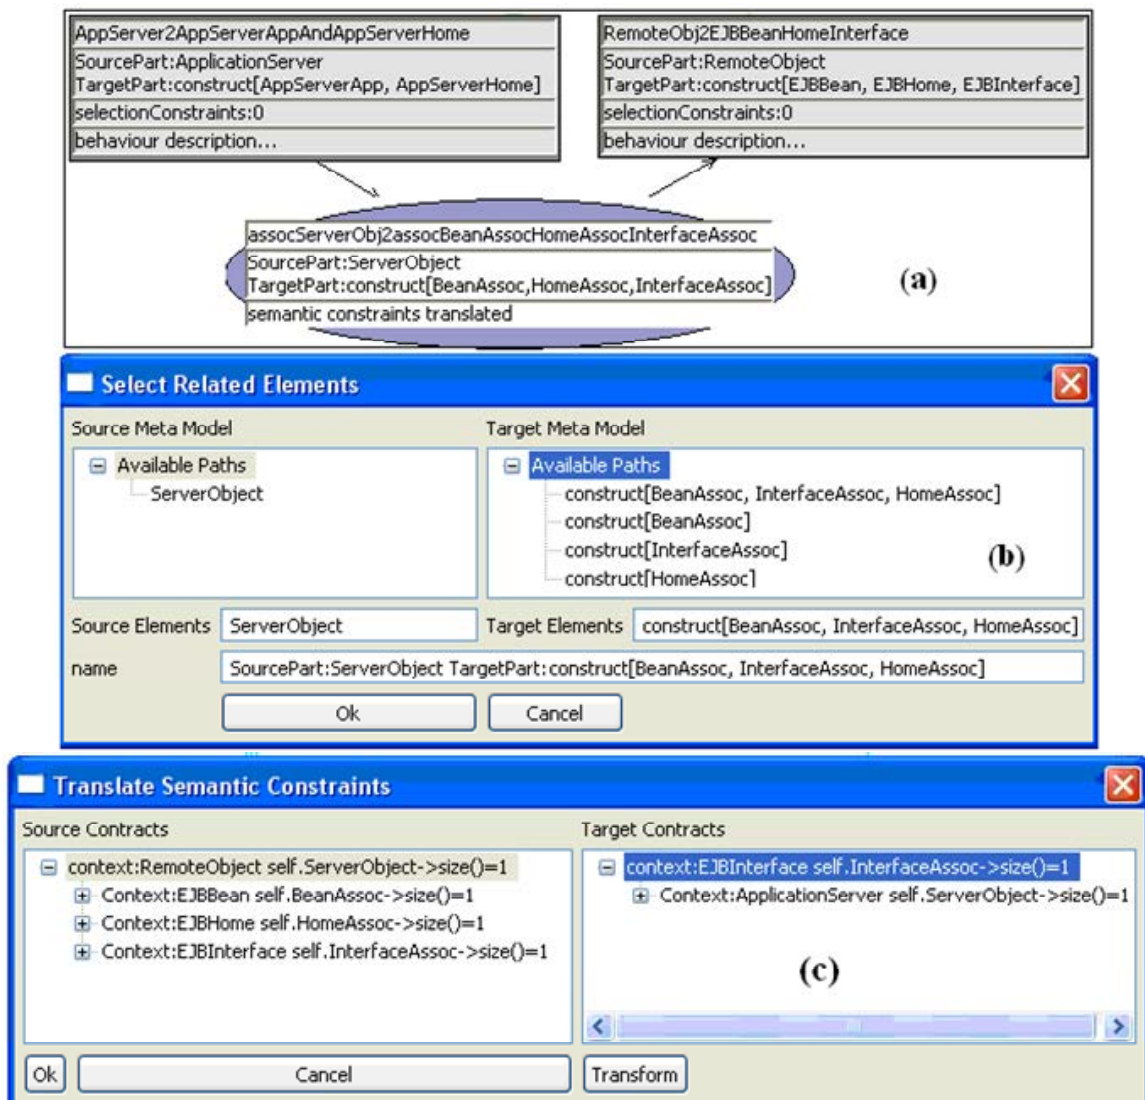 AppServer2AppServerAppAndAppServerHome
SourcePart:ApplicationServer
TargetPart:construct[AppServerApp, AppServerHome]
selectionConstraints:0
behaviour description...
RemoteObj2EJBBeanHomeInterface
SourcePart:RemoteObject
TargetPart:construct[EJBBean, EJBHome, EJBInterface]
selectionConstraints:0
behaviour description...
assocServerObj2assocBeanAssocHomeAssocInterfaceAssoc
SourcePart:ServerObject
TargetPart:construct[BeanAssoc,HomeAssoc,InterfaceAssoc]
semantic constraints translated
(a)
Select Related Elements
Source Meta Model
Available Paths
ServerObject
Target Meta Model
Available Paths
construct[BeanAssoc, InterfaceAssoc, HomeAssoc]
construct[BeanAssoc]
construct[InterfaceAssoc]
construct[HomeAssoc]
(b)
Source Elements ServerObject
Target Elements construct[BeanAssoc, InterfaceAssoc, HomeAssoc]
name SourcePart:ServerObject TargetPart:construct[BeanAssoc, InterfaceAssoc, HomeAssoc]
Ok Cancel
Translate Semantic Constraints
Source Contracts
context:RemoteObject self.ServerObject->size()=1
Context:EJBBean self.BeanAssoc->size()=1
Context:EJBHome self.HomeAssoc->size()=1
Context:EJBInterface self.InterfaceAssoc->size()=1
Target Contracts
context:EJBInterface self.InterfaceAssoc->size()=1
Context:ApplicationServer self.ServerObject->size()=1
(c)
Ok Cancel Transform